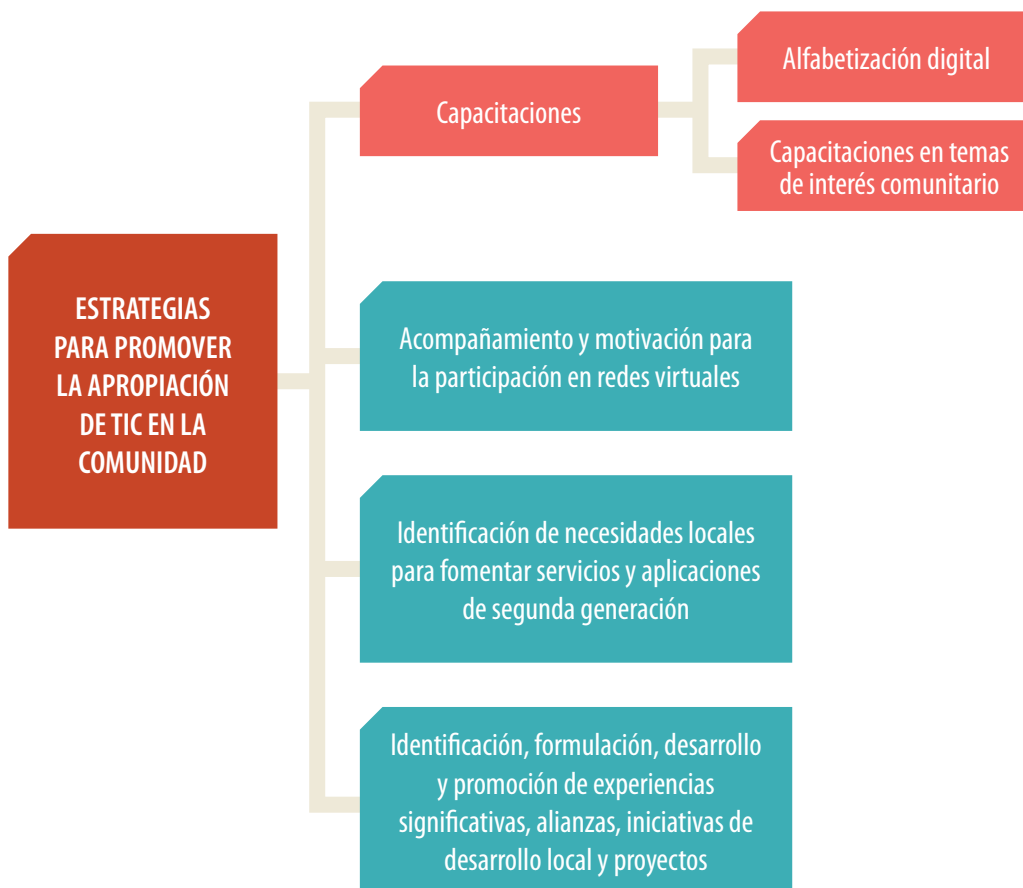 ESTRATEGIAS
PARA PROMOVER
LA APROPIACIÓN
DE TIC EN LA
COMUNIDAD
Capacitaciones
Alfabetización digital
Capacitaciones en temas
de interés comunitario
Acompañamiento y motivación para
la participación en redes virtuales
Identificación de necesidades locales
para fomentar servicios y aplicaciones
de segunda generación
Identificación, formulación, desarrollo
y promoción de experiencias
significativas, alianzas, iniciativas de
desarrollo local y proyectos